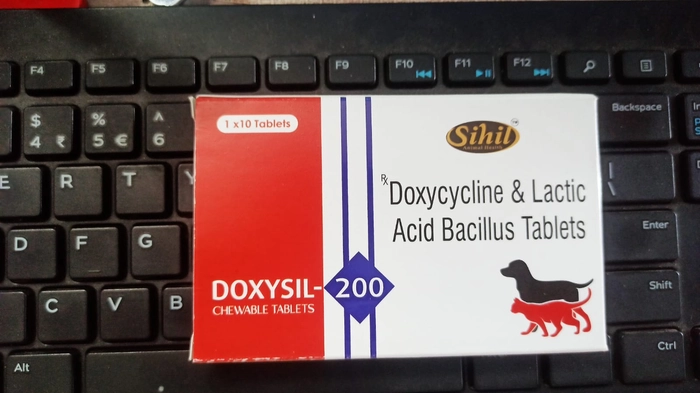 F4 F5 F6 F7 F8 F9 F10 F11 F12
$ % ^ Backspace
4 ₹ 5 € 6
E R T Y
D F G Enter
C V B Shift
Alt Ctrl
1 x10 Tablets
Sihil
Animal Health
Rx Doxycycline & Lactic
Acid Bacillus Tablets
DOXYSIL-200
CHEWABLE TABLETS